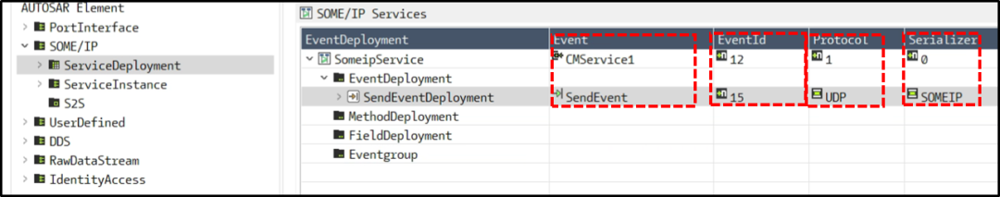 AUTOSAR Element
PortInterface
SOME/IP
ServiceDeployment
ServiceInstance
S2S
UserDefined
DDS
RawDataStream
IdentityAccess
SOME/IP Services
EventDeployment Event EventId Protocol Serializer
SomeipService CMService1 12 1 0
EventDeployment
SendEventDeployment SendEvent 15 UDP SOMEIP
MethodDeployment
FieldDeployment
Eventgroup